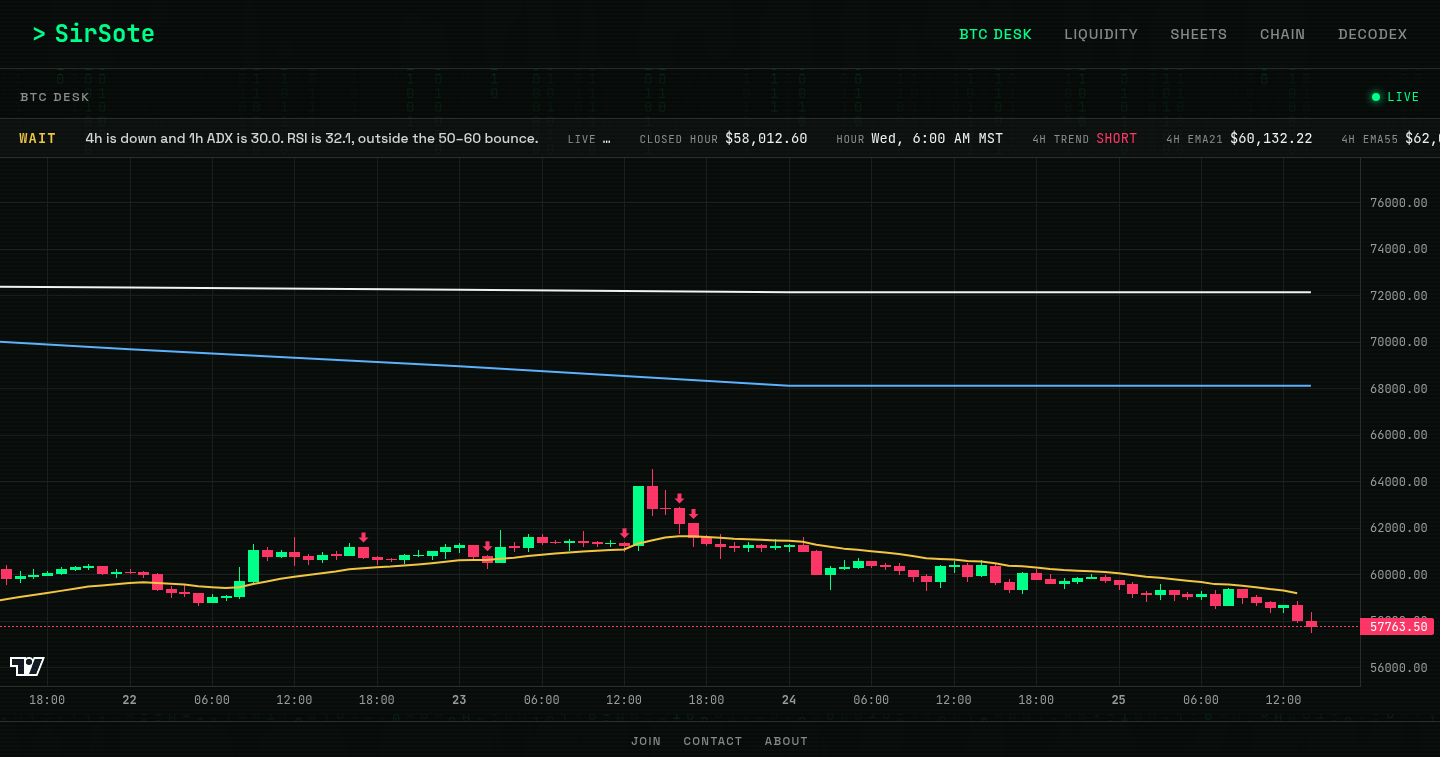 > SirSote
BTC DESK LIQUIDITY SHEETS CHAIN DECODEX
BTC DESK
LIVE
WAIT 4h is down and 1h ADX is 30.0. RSI is 32.1, outside the 50–60 bounce. LIVE … CLOSED HOUR $58,012.60 HOUR Wed, 6:00 AM MST 4H TREND SHORT 4H EMA21 $60,132.22 4H EMA55
76000.00
74000.00
72000.00
70000.00
68000.00
66000.00
64000.00
62000.00
60000.00
57763.50
56000.00
18:00 22 06:00 12:00 18:00 23 06:00 12:00 18:00 24 06:00 12:00 18:00 25 06:00 12:00
JOIN CONTACT ABOUT